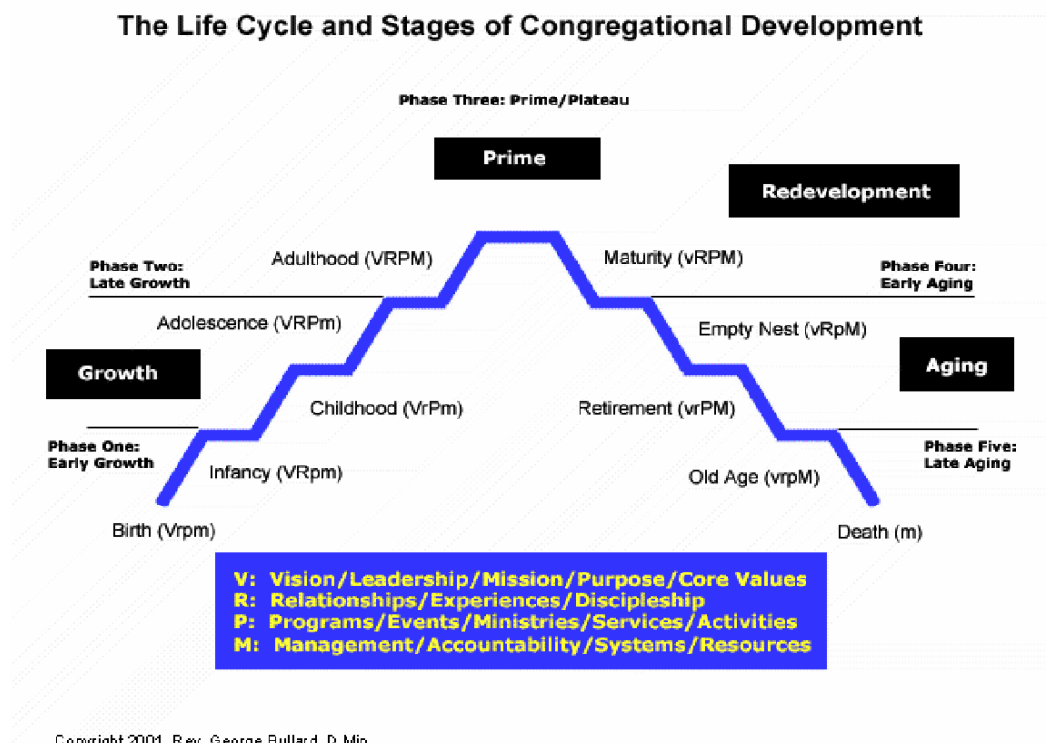 The Life Cycle and Stages of Congregational Development
Phase Three: Prime/Plateau
Prime
Redevelopment
Adulthood (VRPM)
Maturity (vRPM)
Phase Two:
Late Growth
Phase Four:
Early Aging
Adolescence (VRPm)
Empty Nest (vRpM)
Growth
Aging
Childhood (VrPm)
Retirement (vrPM)
Phase One:
Early Growth
Phase Five:
Late Aging
Infancy (VRpm)
Old Age (vrpM)
Birth (Vrpm)
Death (m)
V: Vision/Leadership/Mission/Purpose/Core Values
R: Relationships/Experiences/Discipleship
P: Programs/Events/Ministries/Services/Activities
M: Management/Accountability/Systems/Resources
Copyright 2001, Rev. George Bullard, D.Min.